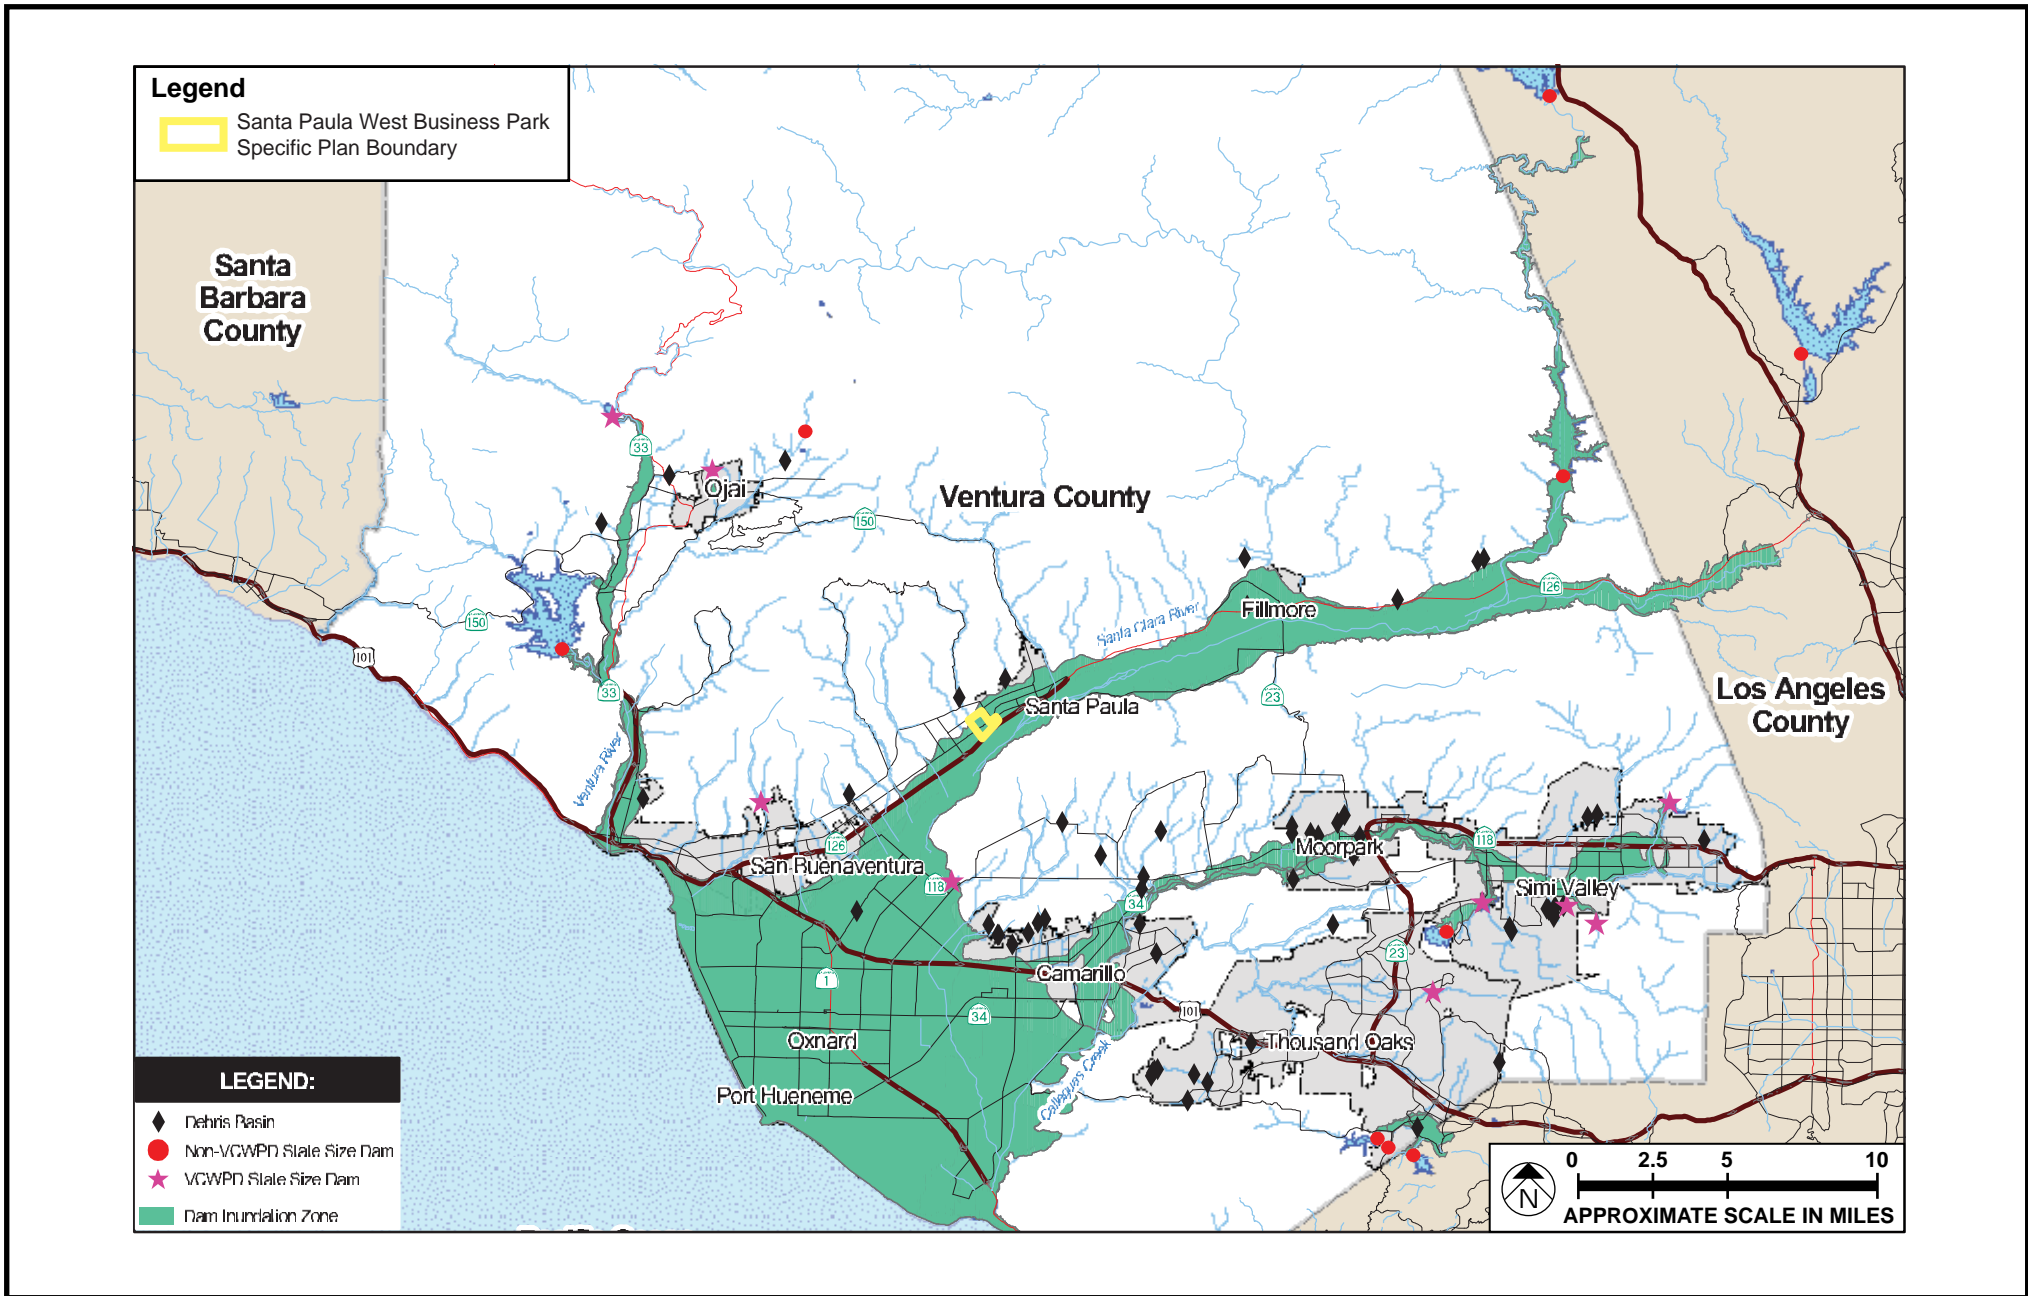 Legend
Santa Paula West Business Park
Specific Plan Boundary
Santa
Barbara
County
33
Ojai
Ventura County
150
126
150
Santa Clara River
Fillmore
101
33
23
Santa Paula
Los Angeles
County
Ventura River
126
San Buenaventura
118
Moorpark
118
34
Simi Valley
23
Camarillo
1
34
101
Oxnard
Thousand Oaks
Calleguas Creek
Port Hueneme
LEGEND:
Debris Basin
Non-VCWPD State Size Dam
VCWPD State Size Dam
Dam Inundation Zone
N
0 2.5 5 10
APPROXIMATE SCALE IN MILES